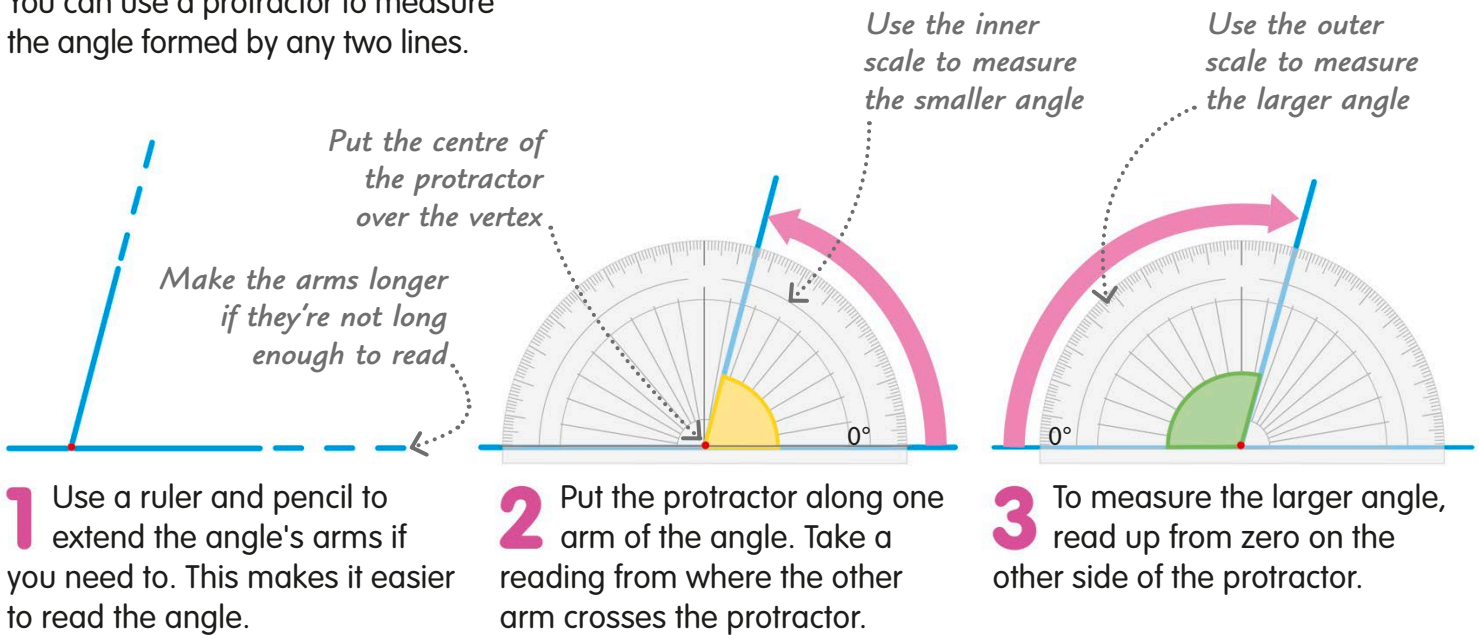 You can use a protractor to measure
the angle formed by any two lines.
Use the inner
scale to measure
the smaller angle
Use the outer
scale to measure
the larger angle
Put the centre of
the protractor
over the vertex
Make the arms longer
if they're not long
enough to read
0°
0°
1 Use a ruler and pencil to
extend the angle's arms if
you need to. This makes it easier
to read the angle.
2 Put the protractor along one
arm of the angle. Take a
reading from where the other
arm crosses the protractor.
3 To measure the larger angle,
read up from zero on the
other side of the protractor.